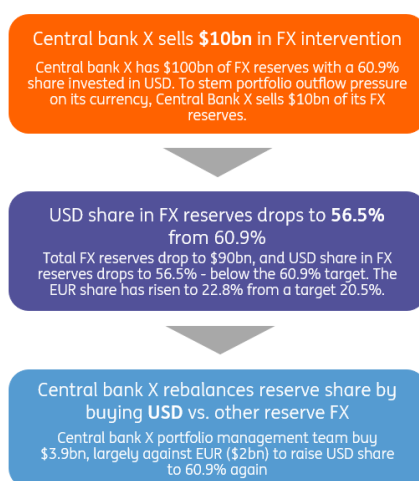 Central bank X sells $10bn in FX intervention
Central bank X has $100bn of FX reserves with a 60.9%
share invested in USD. To stem portfolio outflow pressure
on its currency, Central Bank X sells $10bn of its FX
reserves.
USD share in FX reserves drops to 56.5%
from 60.9%
Total FX reserves drop to $90bn, and USD share in FX
reserves drops to 56.5% - below the 60.9% target. The
EUR share has risen to 22.8% from a target 20.5%.
Central bank X rebalances reserve share by
buying USD vs. other reserve FX
Central bank X portfolio management team buy
$3.9bn, largely against EUR ($2bn) to raise USD share
to 60.9% again